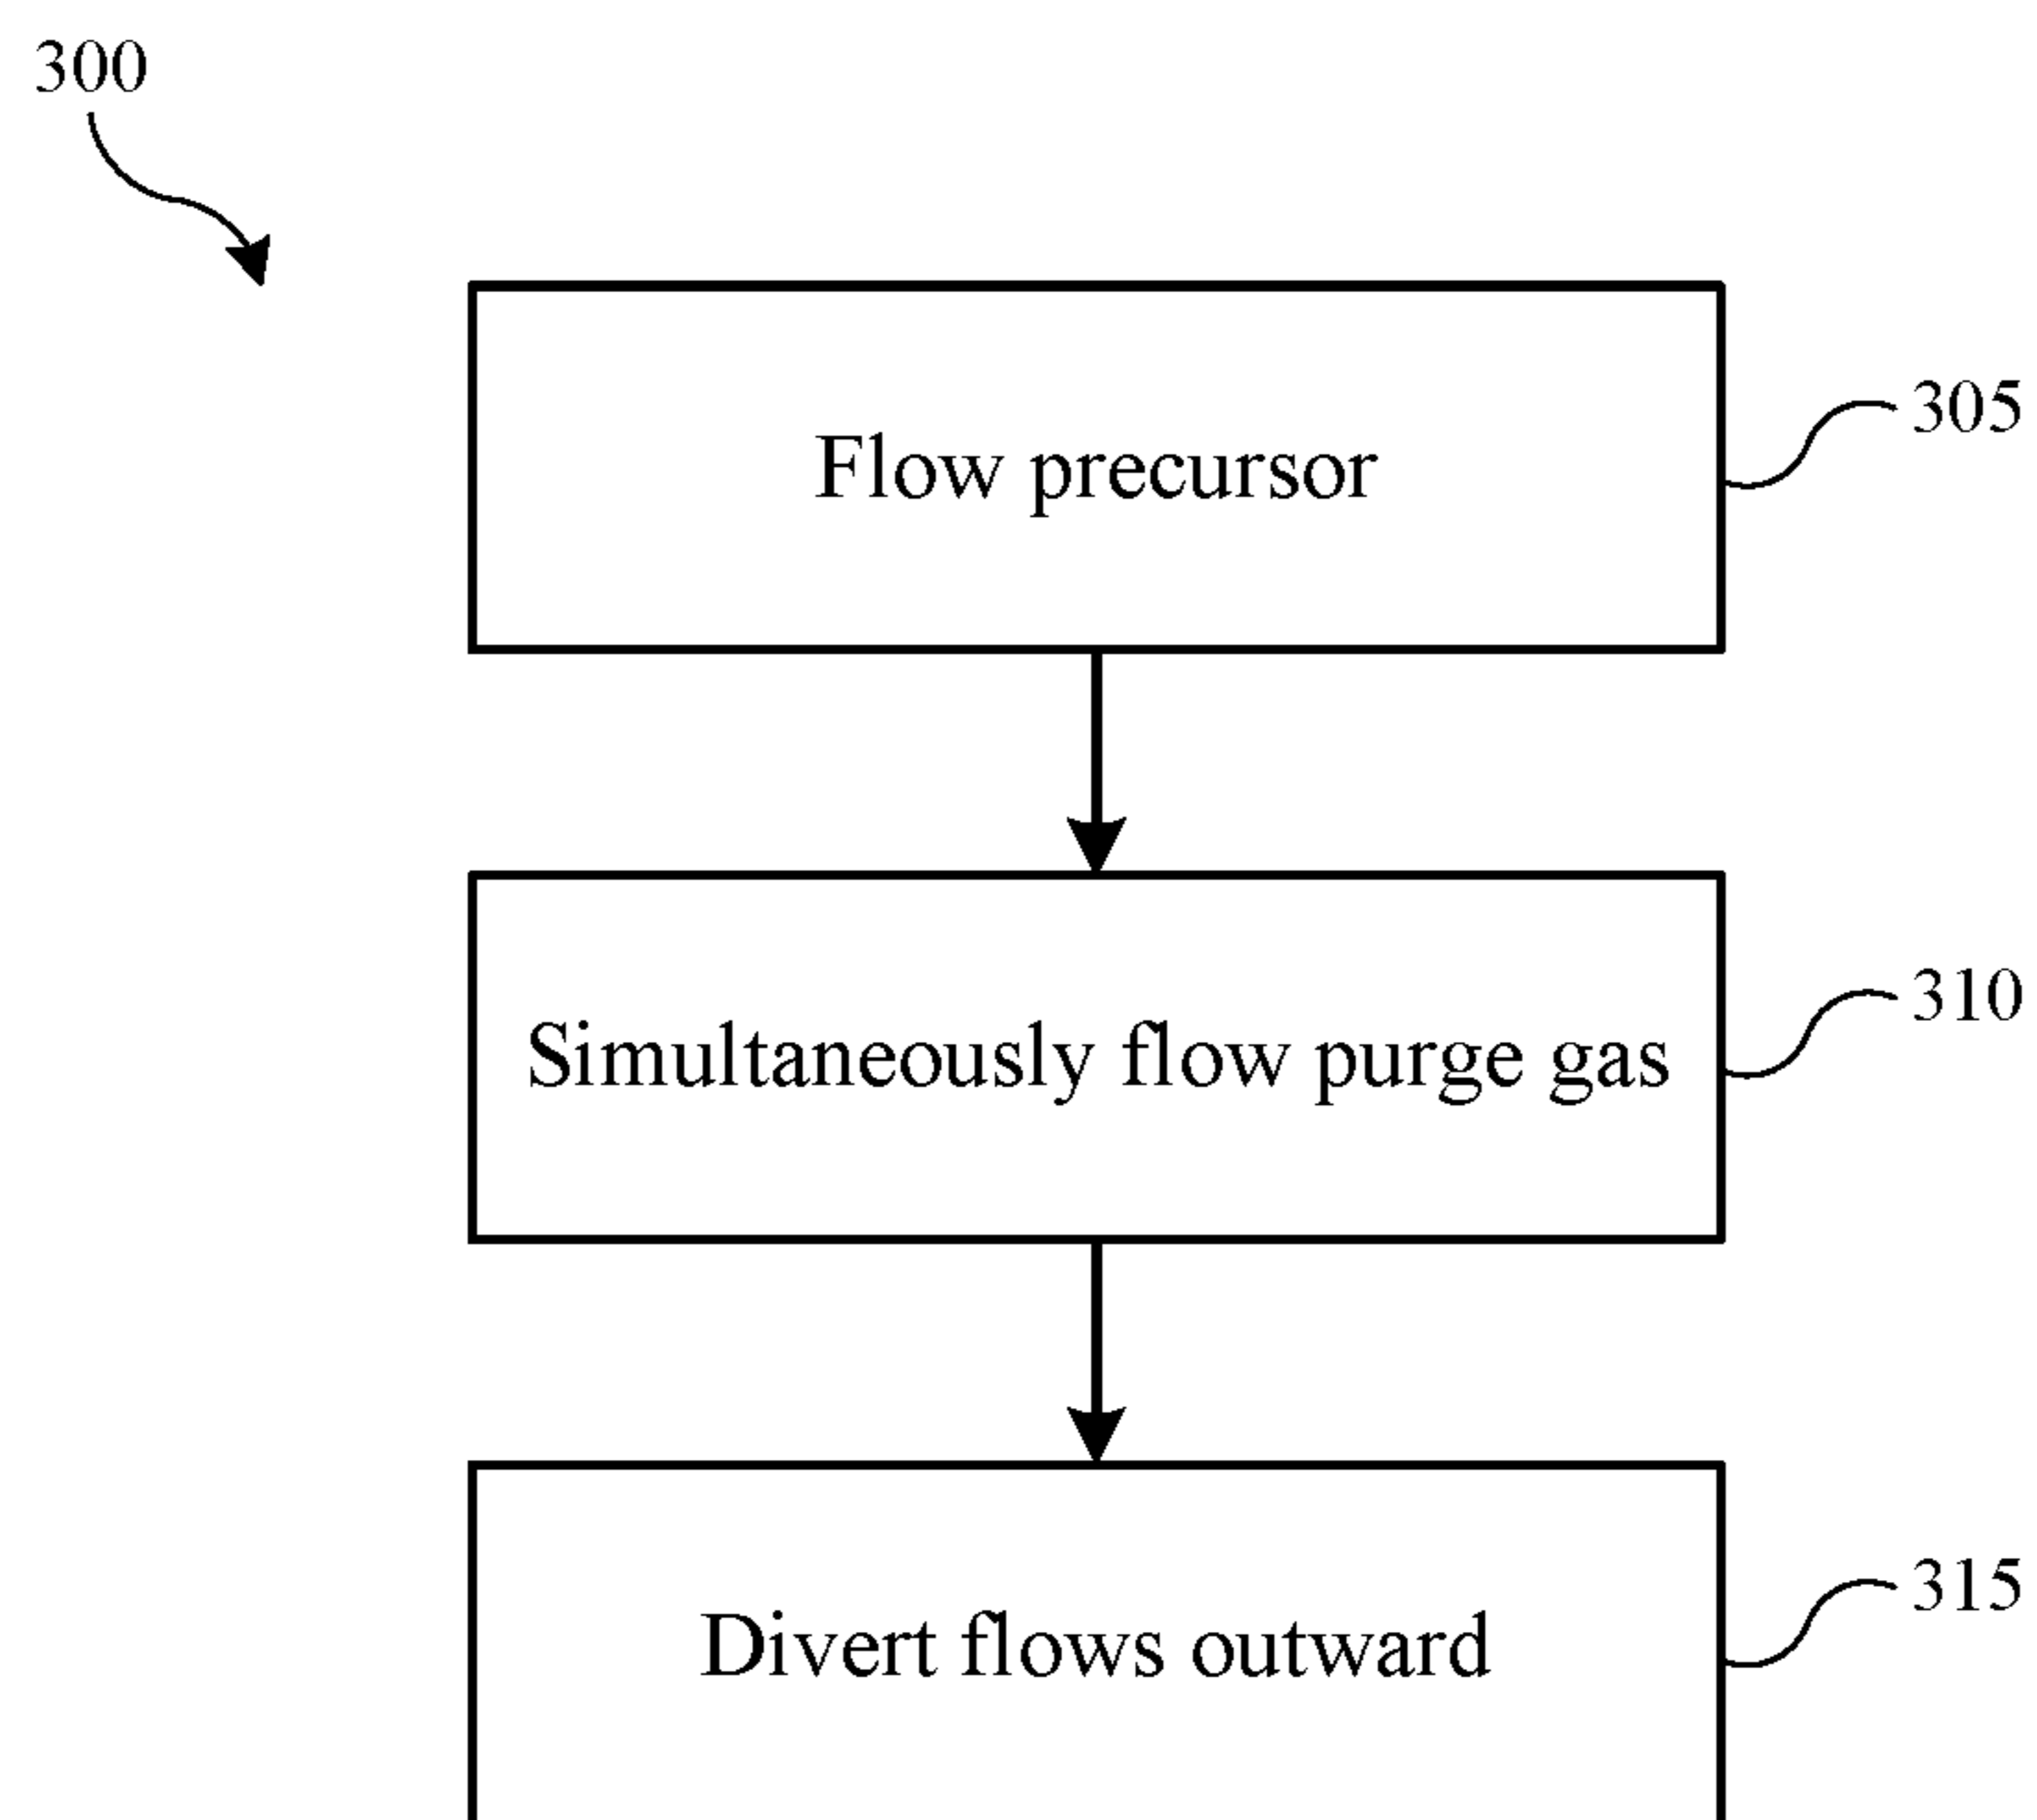 300
Flow precursor
305
Simultaneously flow purge gas
310
Divert flows outward
315